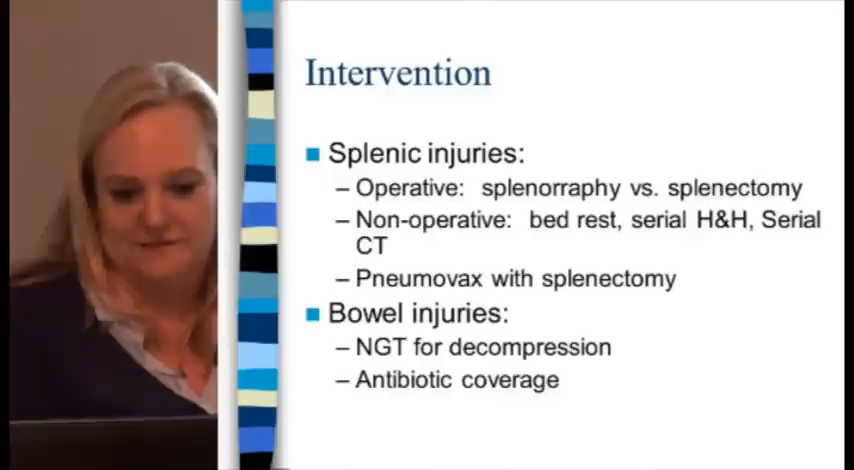 Intervention
■ Splenic injuries:
– Operative: splenorraphy vs. splenectomy
– Non-operative: bed rest, serial H&H, Serial
CT
– Pneumovax with splenectomy
■ Bowel injuries:
– NGT for decompression
– Antibiotic coverage